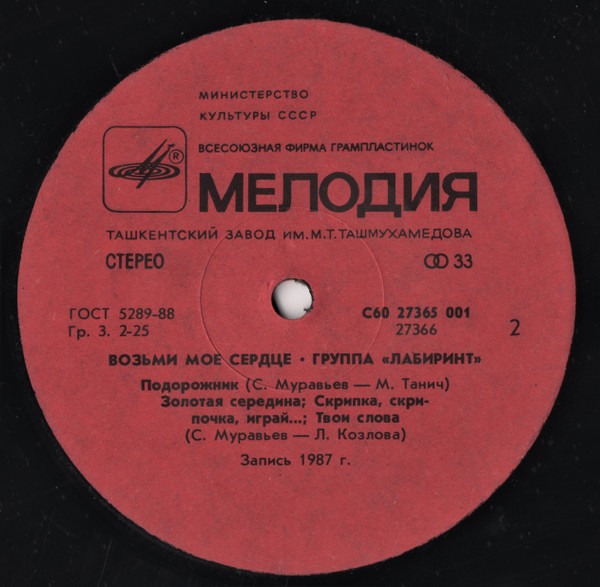 МИНИСТЕРСТВО
КУЛЬТУРЫ СССР
ВСЕСОЮЗНАЯ ФИРМА ГРАМПЛАСТИНОК
®
МЕЛОДИЯ
ТАШКЕНТСКИЙ ЗАВОД ИМ. М.Т. ТАШМУХАМЕДОВА
СТЕРЕО 33
ГОСТ 5289-88 С60 27365 001
Гр. 3. 2-25 27366 2
ВОЗЬМИ МОЕ СЕРДЦЕ • ГРУППА «ЛАБИРИНТ»
Подорожник (С. Муравьев — М. Танич)
Золотая середина; Скрипка, скри-
почка, играй...; Твои слова
(С. Муравьев — Л. Козлова)
Запись 1987 г.